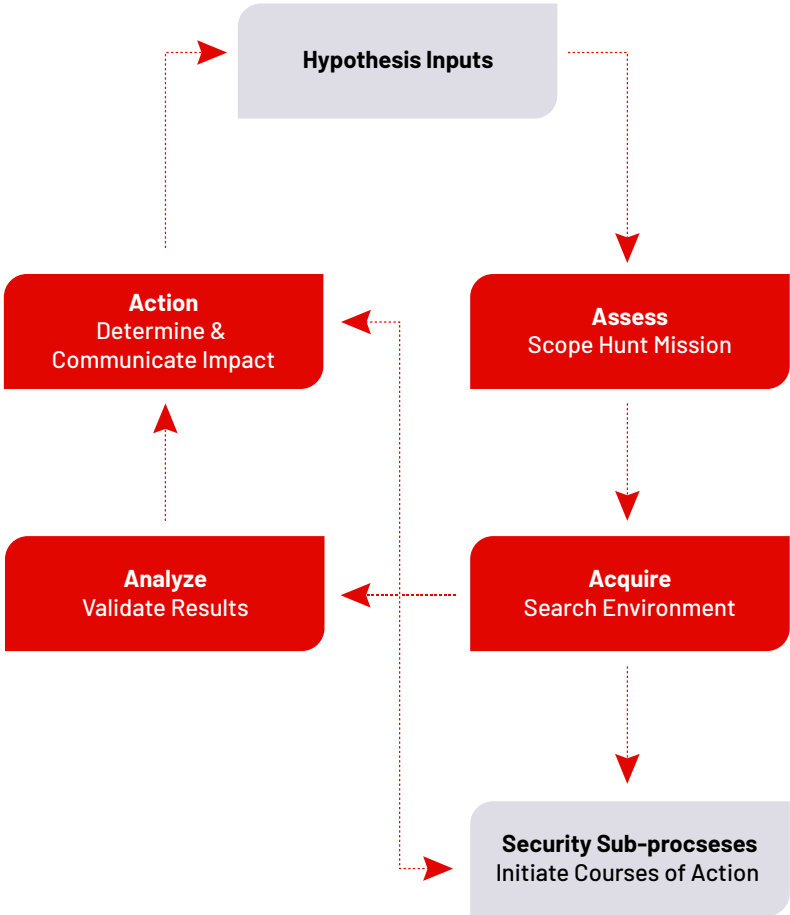 Hypothesis Inputs
Action
Determine &
Communicate Impact
Assess
Scope Hunt Mission
Analyze
Validate Results
Acquire
Search Environment
Security Sub-procseses
Initiate Courses of Action